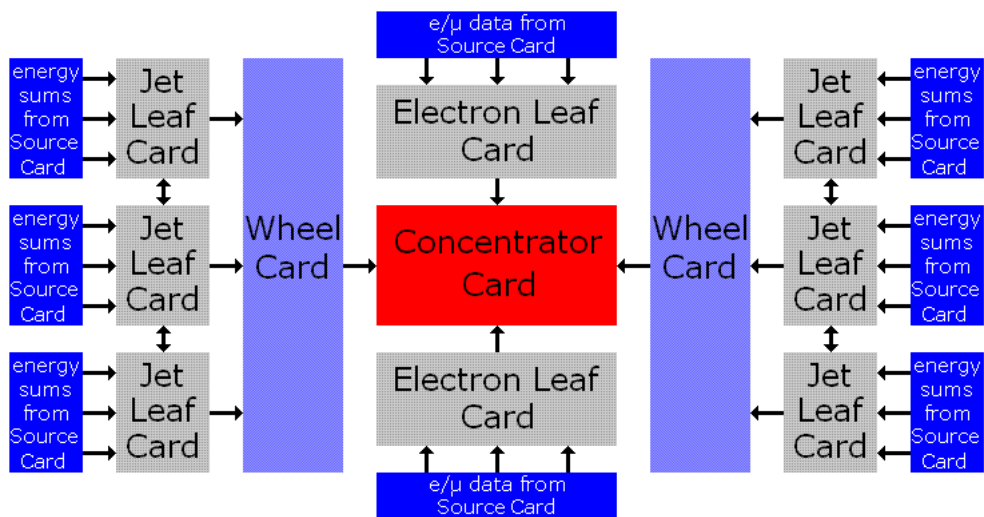 e/μ data from
Source Card
energy
sums
from
Source
Card
Jet
Leaf
Card
Electron Leaf
Card
Jet
Leaf
Card
energy
sums
from
Source
Card
energy
sums
from
Source
Card
Jet
Leaf
Card
Wheel
Card
Concentrator
Card
Wheel
Card
Jet
Leaf
Card
energy
sums
from
Source
Card
energy
sums
from
Source
Card
Jet
Leaf
Card
Electron Leaf
Card
Jet
Leaf
Card
energy
sums
from
Source
Card
e/μ data from
Source Card